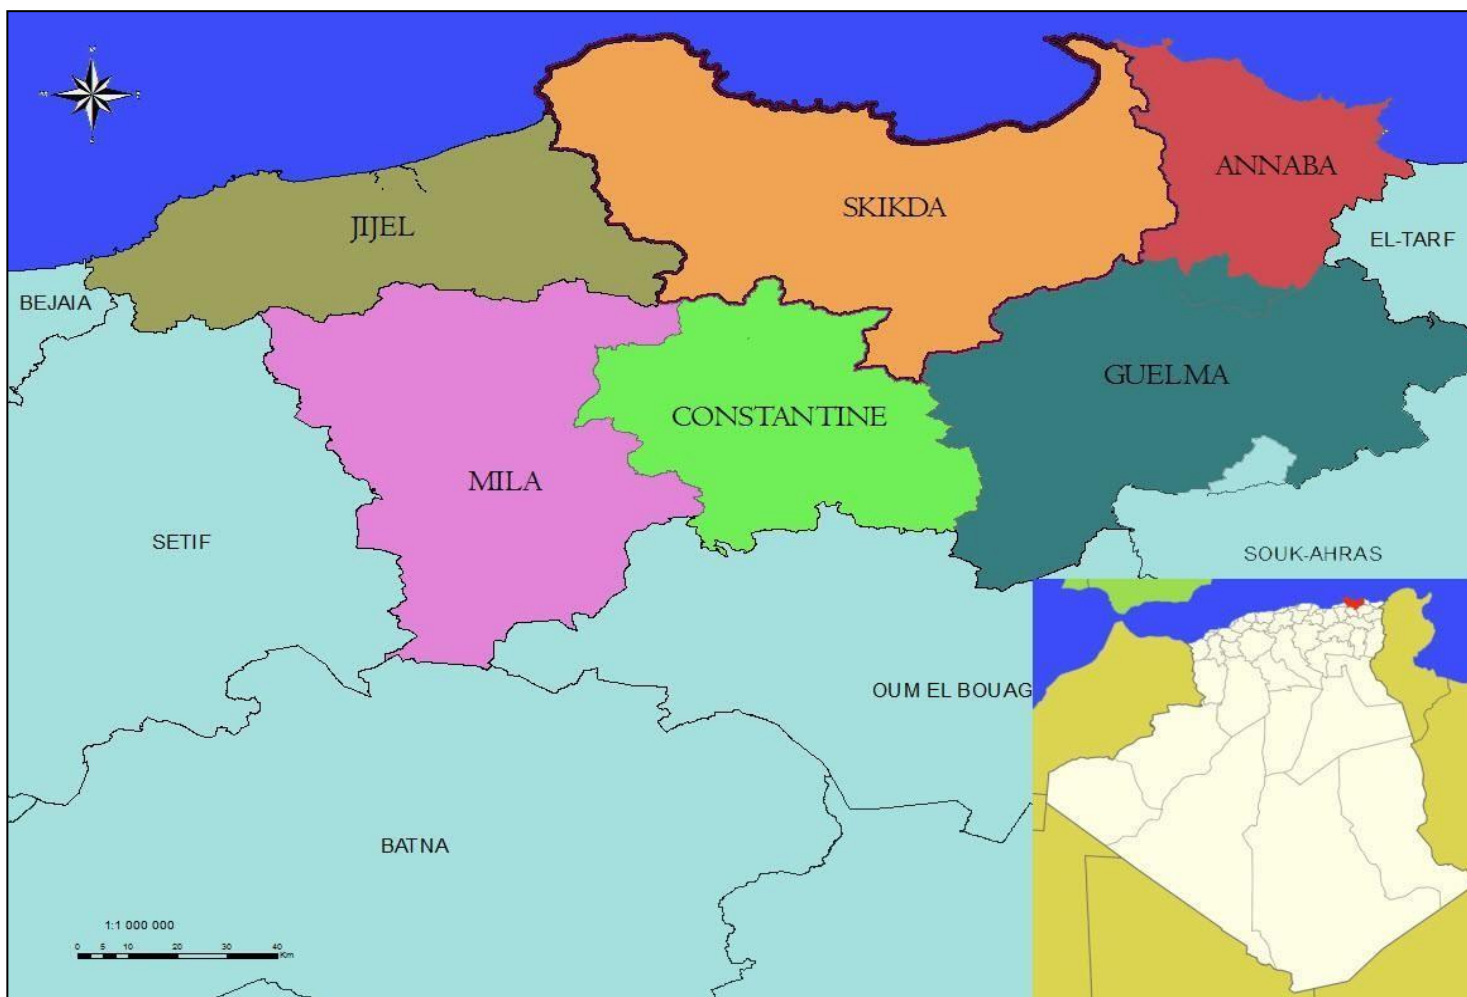 SKIKDA
ANNABA
JIJEL
EL-TARF
BEJAIA
GUELMA
CONSTANTINE
MILA
SETIF
SOUK-AHRAS
OUM EL BOUAG
BATNA
1:1 000 000
0 5 10 20 30 40
Km